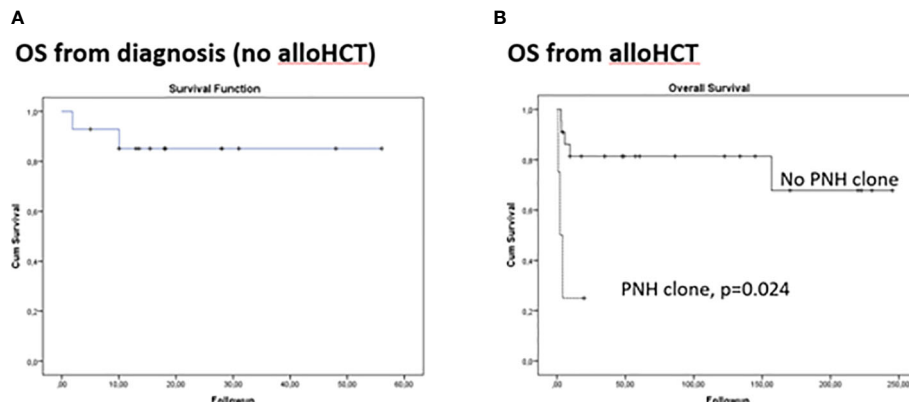 A
OS from diagnosis (no alloHCT)
Survival Function
Cum Survival
1,0
0,8
0,6
0,4
0,2
0,0
,00 10,00 20,00 30,00 40,00 50,00 60,00
Followup
B
OS from alloHCT
Overall Survival
Cum Survival
1,0
0,8
0,6
0,4
0,2
0,0
No PNH clone
PNH clone, p=0.024
,00 50,00 100,00 150,00 200,00 250,00
Followup